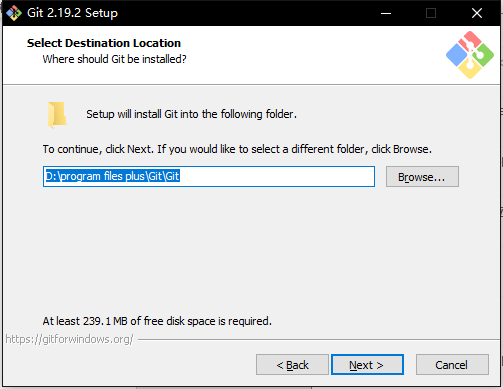 Git 2.19.2 Setup
Select Destination Location
Where should Git be installed?
Setup will install Git into the following folder.
To continue, click Next. If you would like to select a different folder, click Browse.
D:\program files plus\Git\Git
Browse...
At least 239.1 MB of free disk space is required.
https://gitforwindows.org/
< Back
Next >
Cancel